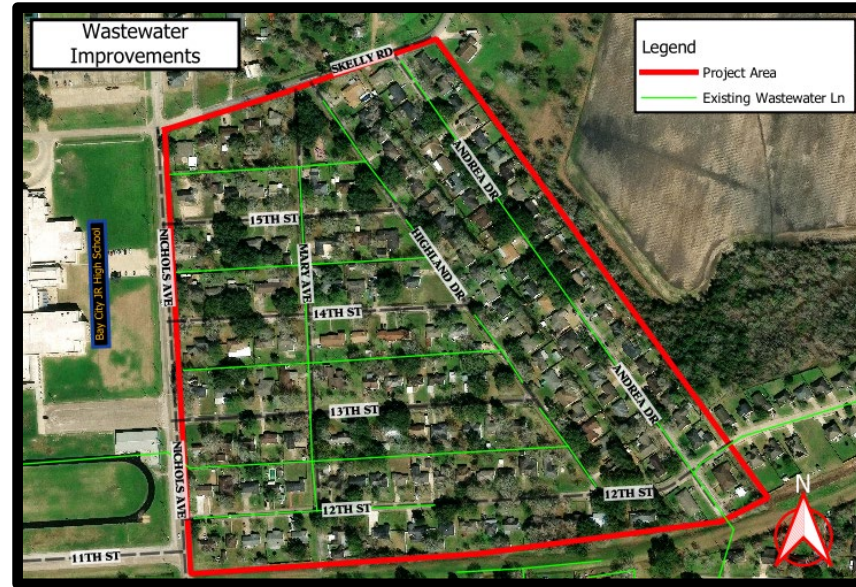 Wastewater
Improvements
Legend
Project Area
Existing Wastewater Ln
SKELLY RD
ANDREA DR
15TH ST
HIGHLAND DR
NICHOLS AVE
MARY AVE
Bay City JR High School
14TH ST
ANDREA DR
13TH ST
NICHOLS AVE
12TH ST
12TH ST
11TH ST
N